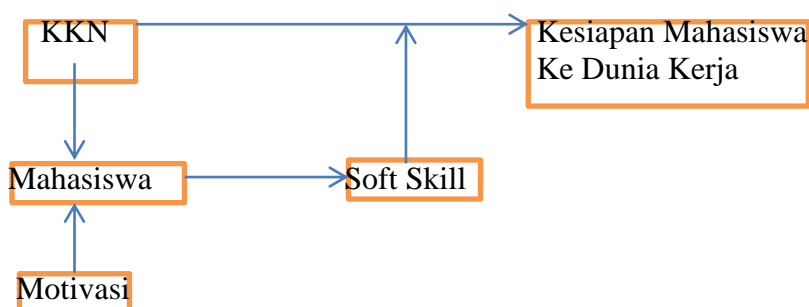 KKN
Kesiapan Mahasiswa
Ke Dunia Kerja
Mahasiswa
Soft Skill
Motivasi